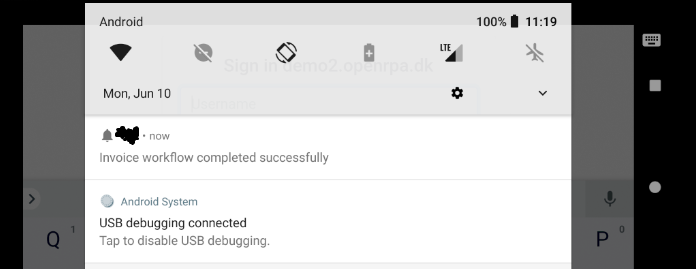 Android 100% 11:19
LTE
Sign in demo2.openrpa.dk
Mon, Jun 10
Username
• now
Invoice workflow completed successfully
Android System
USB debugging connected
Tap to disable USB debugging.
Q 1 P 0